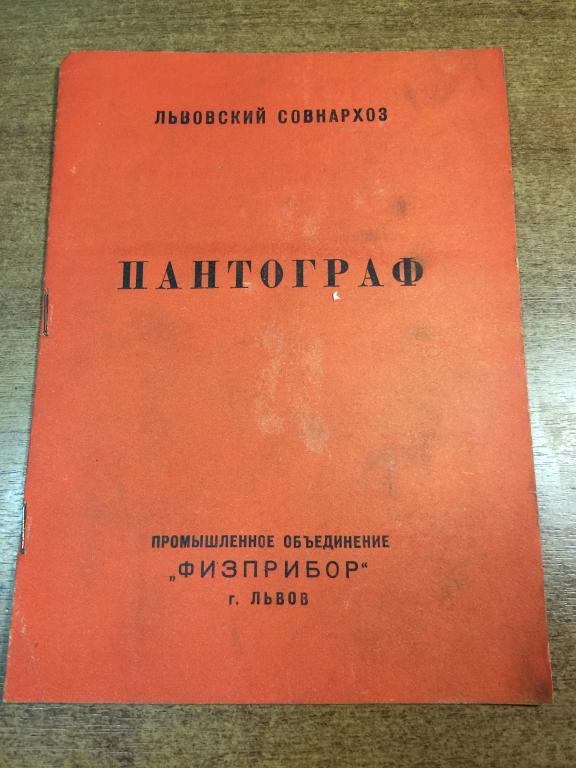 ЛЬВОВСКИЙ СОВНАРХОЗ
ПАНТОГРАФ
ПРОМЫШЛЕННОЕ ОБЪЕДИНЕНИЕ
„ФИЗПРИБОР“
г. ЛЬВОВ